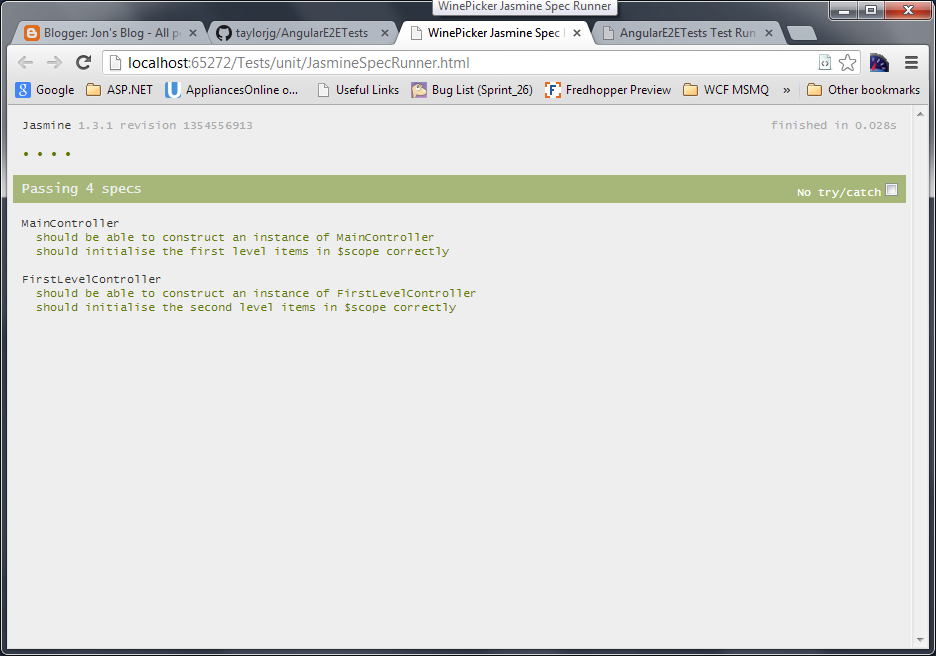 WinePicker Jasmine Spec Runner
Blogger: Jon's Blog - All p
taylorjg/AngularE2ETests
WinePicker Jasmine Spec
AngularE2ETests Test Run
localhost:65272/Tests/unit/JasmineSpecRunner.html
Google
ASP.NET
AppliancesOnline o...
Useful Links
Bug List (Sprint_26)
Fredhopper Preview
WCF MSMQ
»
Other bookmarks
Jasmine 1.3.1 revision 1354556913
finished in 0.028s
Passing 4 specs
No try/catch
MainController
should be able to construct an instance of MainController
should initialise the first level items in $scope correctly
FirstLevelController
should be able to construct an instance of FirstLevelController
should initialise the second level items in $scope correctly